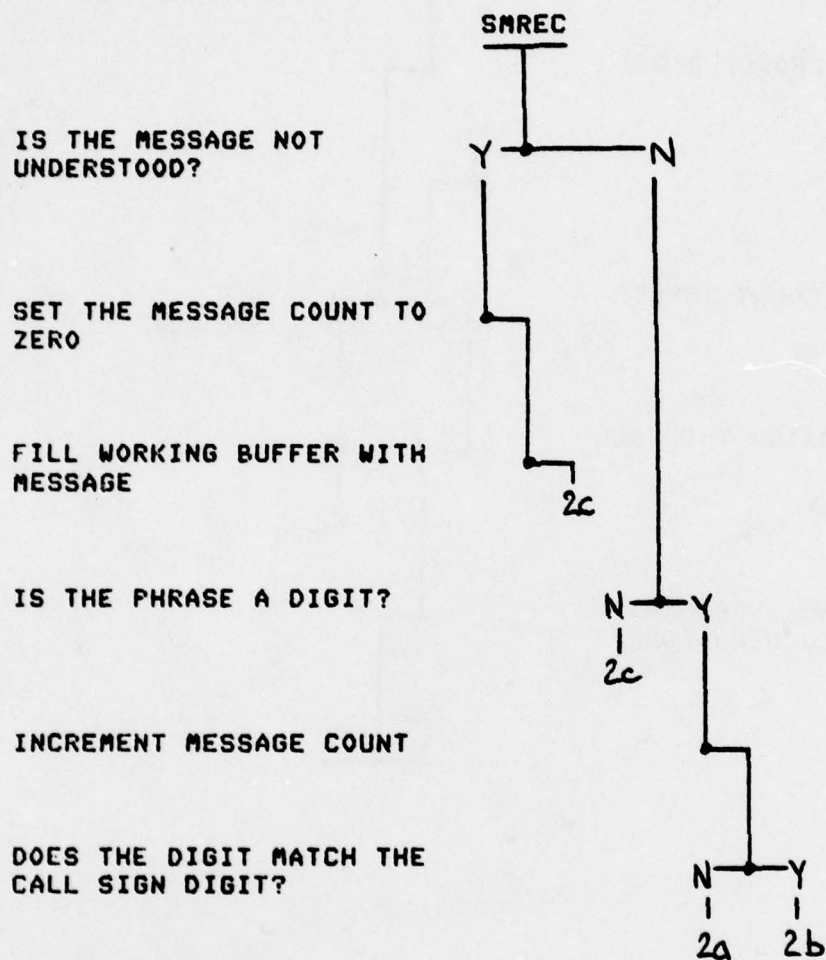 SMREC
IS THE MESSAGE NOT
UNDERSTOOD?
Y N
SET THE MESSAGE COUNT TO
ZERO
FILL WORKING BUFFER WITH
MESSAGE
2c
IS THE PHRASE A DIGIT?
N Y
2c
INCREMENT MESSAGE COUNT
DOES THE DIGIT MATCH THE
CALL SIGN DIGIT?
N Y
2a 2b